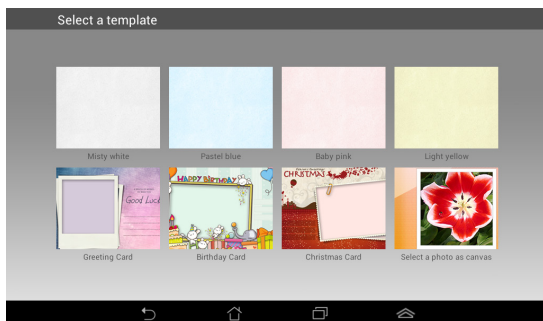 Select a template
Misty white
Pastel blue
Baby pink
Light yellow
Good Luck
HAPPY BIRTHDAY
CHRISTMAS
Greeting Card
Birthday Card
Christmas Card
Select a photo as canvas